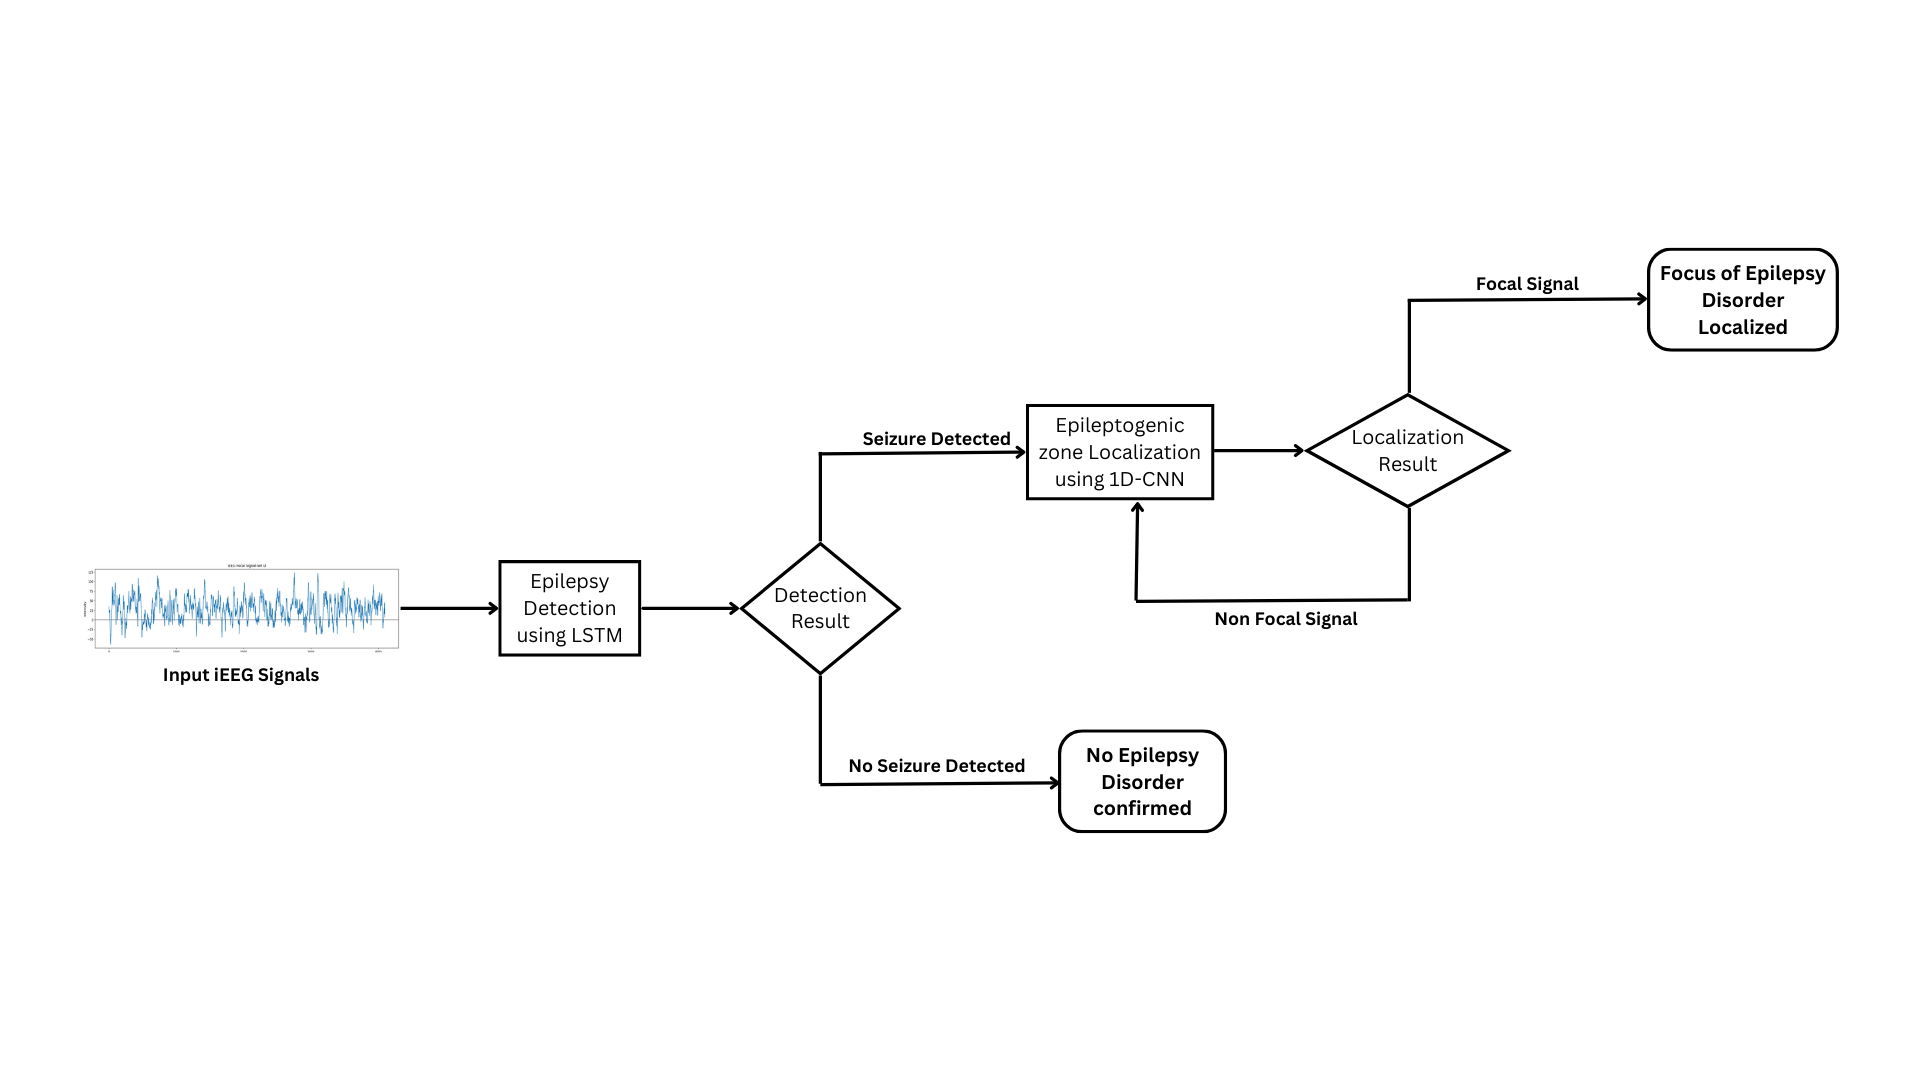 Focus of Epilepsy
Disorder
Localized
Focal Signal
Seizure Detected
Epileptogenic
zone Localization
using 1D-CNN
Localization
Result
Non Focal Signal
Epilepsy
Detection
using LSTM
Detection
Result
Input iEEG Signals
No Seizure Detected
No Epilepsy
Disorder
confirmed